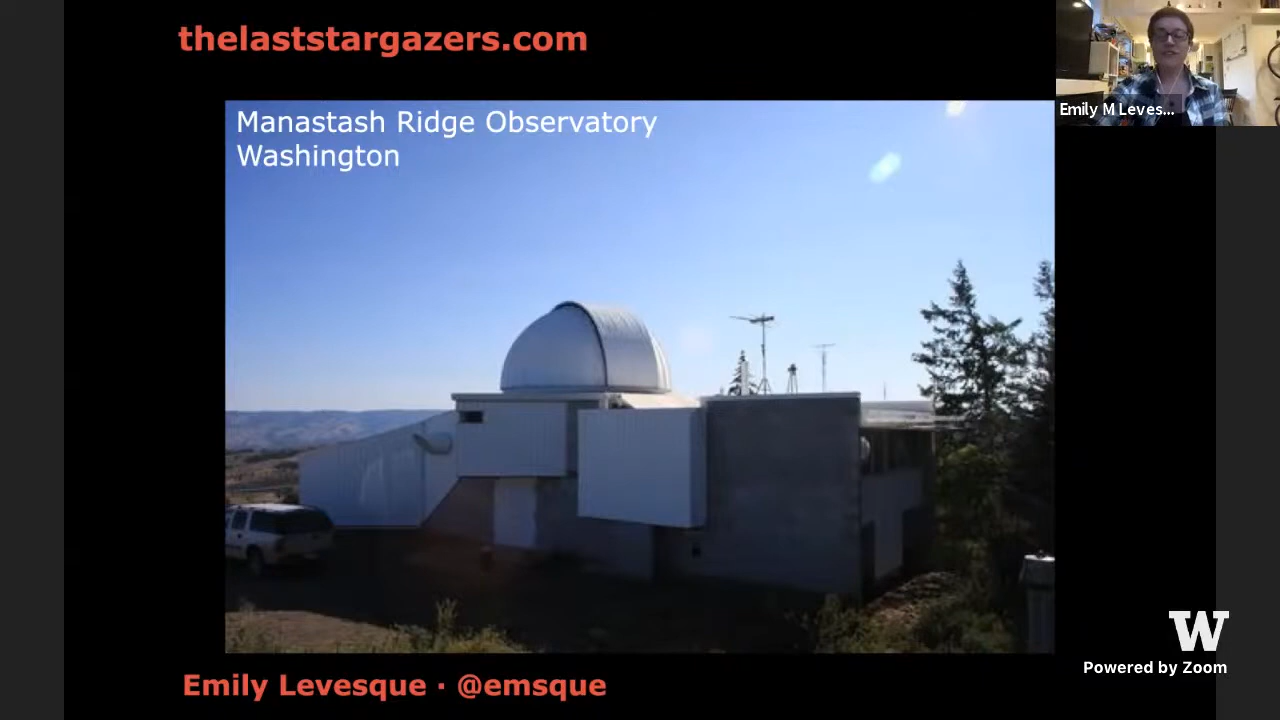 thelaststargazers.com
Manastash Ridge Observatory
Washington
Emily M Leves...
W
Powered by Zoom
Emily Levesque · @emsque